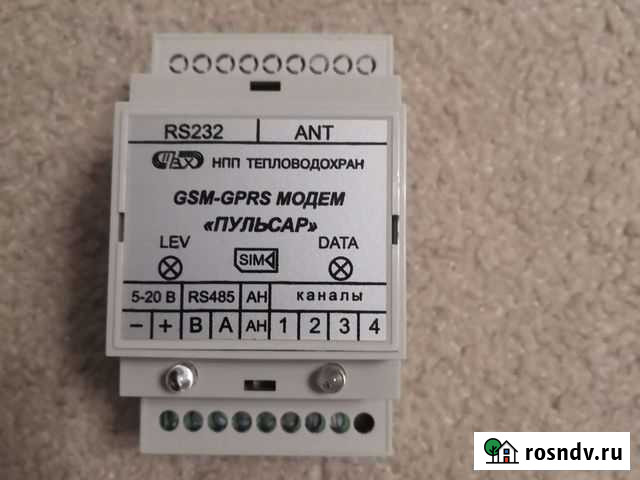 RS232 ANT
НПП ТЕПЛОВОДОХРАН
GSM-GPRS МОДЕМ
«ПУЛЬСАР»
LEV DATA
SIM
5-20 В RS485 АН каналы
− + B A АН 1 2 3 4
rosndv.ru